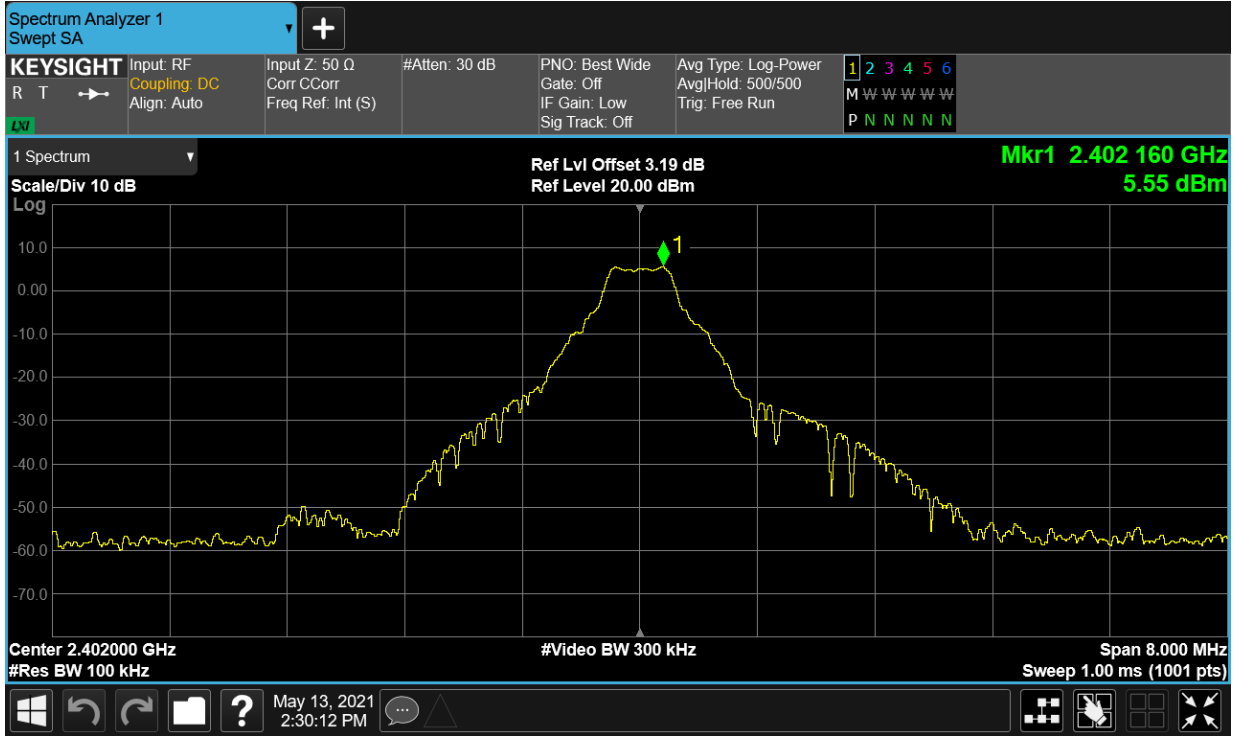 Spectrum Analyzer 1
Swept SA
KEYSIGHT
R T
LXI
Input: RF
Coupling: DC
Align: Auto
Input Z: 50 Ω
Corr CCorr
Freq Ref: Int (S)
#Atten: 30 dB
PNO: Best Wide
Gate: Off
IF Gain: Low
Sig Track: Off
Avg Type: Log-Power
Avg|Hold: 500/500
Trig: Free Run
1 2 3 4 5 6
M W W W W W
P N N N N N N
1 Spectrum
Scale/Div 10 dB
Log
Ref Lvl Offset 3.19 dB
Ref Level 20.00 dBm
Mkr1 2.402 160 GHz
5.55 dBm
1
10.0
0.00
-10.0
-20.0
-30.0
-40.0
-50.0
-60.0
-70.0
Center 2.402000 GHz
#Res BW 100 kHz
#Video BW 300 kHz
Span 8.000 MHz
Sweep 1.00 ms (1001 pts)
?
May 13, 2021
2:30:12 PM